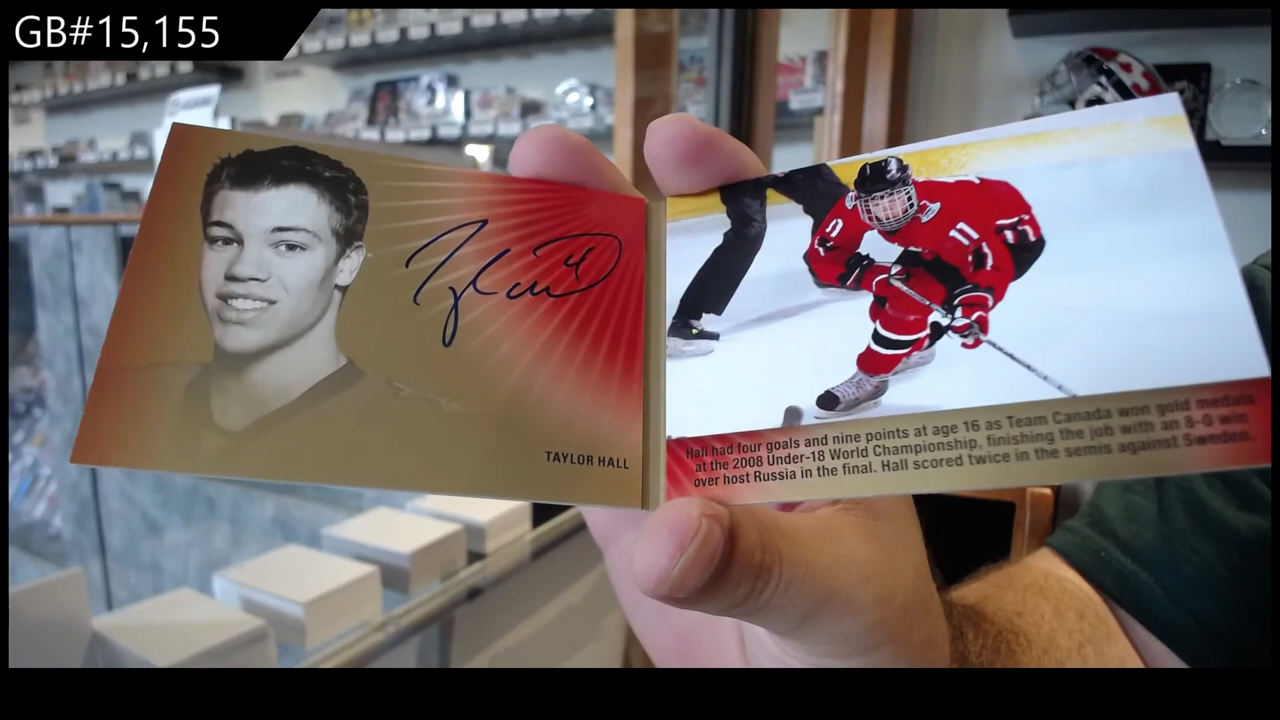 GB#15,155
TAYLOR HALL
11
Hall had four goals and nine points at age 16 as Team Canada won gold medals
at the 2008 Under-18 World Championship, finishing the job with an 8-0 win
over host Russia in the final. Hall scored twice in the semis against Sweden.